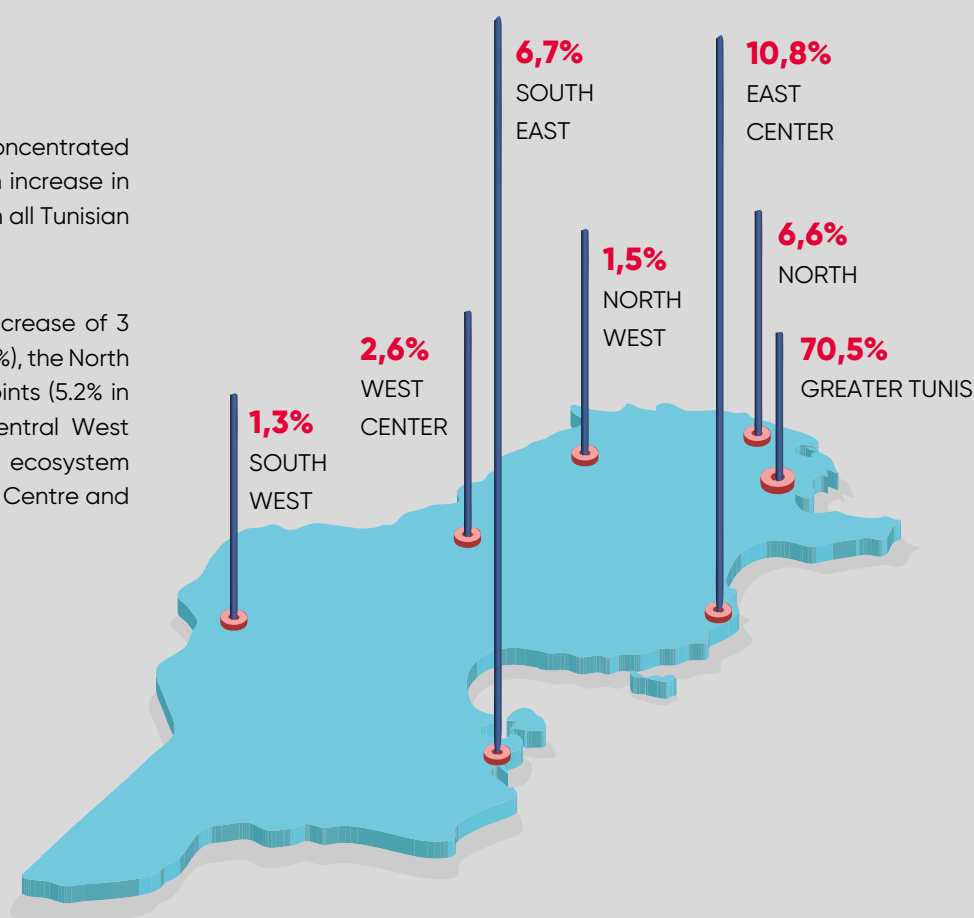 oncentrated
increase in
all Tunisian
crease of 3
%), the North
ints (5.2% in
entral West
ecosystem
Centre and
6,7%
SOUTH
EAST
10,8%
EAST
CENTER
1,5%
NORTH
WEST
6,6%
NORTH
2,6%
WEST
CENTER
70,5%
GREATER TUNIS
1,3%
SOUTH
WEST